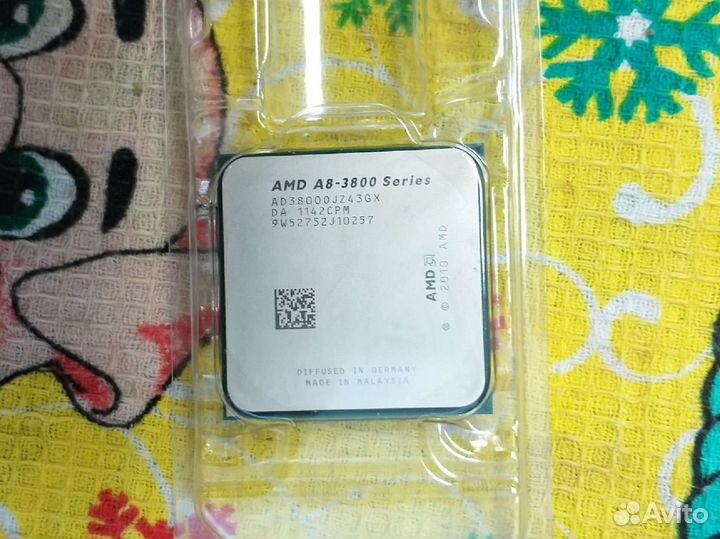 AMD A8-3800 Series
AD3800OJZ43GX
DA 1142CPM
9W52752J10257
AMD
® © 2010 AMD
DIFFUSED IN GERMANY
MADE IN MALAYSIA
Avito